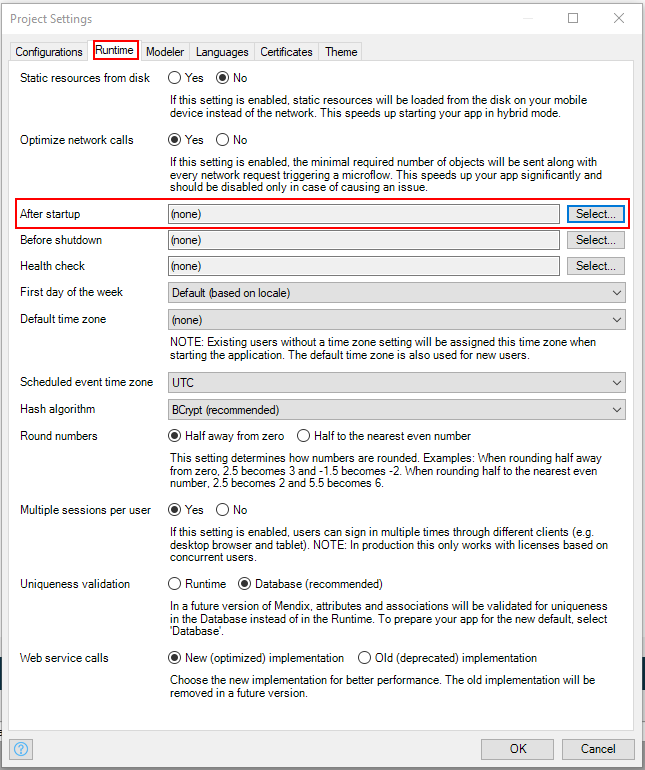 Project Settings
Configurations Runtime Modeler Languages Certificates Theme
Static resources from disk Yes No
If this setting is enabled, static resources will be loaded from the disk on your mobile
device instead of the network. This speeds up starting your app in hybrid mode.
Optimize network calls Yes No
If this setting is enabled, the minimal required number of objects will be sent along with
every network request triggering a microflow. This speeds up your app significantly and
should be disabled only in case of causing an issue.
After startup (none) Select...
Before shutdown (none) Select...
Health check (none) Select...
First day of the week Default (based on locale)
Default time zone (none)
NOTE: Existing users without a time zone setting will be assigned this time zone when
starting the application. The default time zone is also used for new users.
Scheduled event time zone UTC
Hash algorithm BCrypt (recommended)
Round numbers Half away from zero Half to the nearest even number
This setting determines how numbers are rounded. Examples: When rounding half away
from zero, 2.5 becomes 3 and -1.5 becomes -2. When rounding half to the nearest even
number, 2.5 becomes 2 and 5.5 becomes 6.
Multiple sessions per user Yes No
If this setting is enabled, users can sign in multiple times through different clients (e.g.
desktop browser and tablet). NOTE: In production this only works with licenses based on
concurrent users.
Uniqueness validation Runtime Database (recommended)
In a future version of Mendix, attributes and associations will be validated for uniqueness
in the Database instead of in the Runtime. To prepare your app for the new default, select
'Database'.
Web service calls New (optimized) implementation Old (deprecated) implementation
Choose the new implementation for better performance. The old implementation will be
removed in a future version.
? OK Cancel